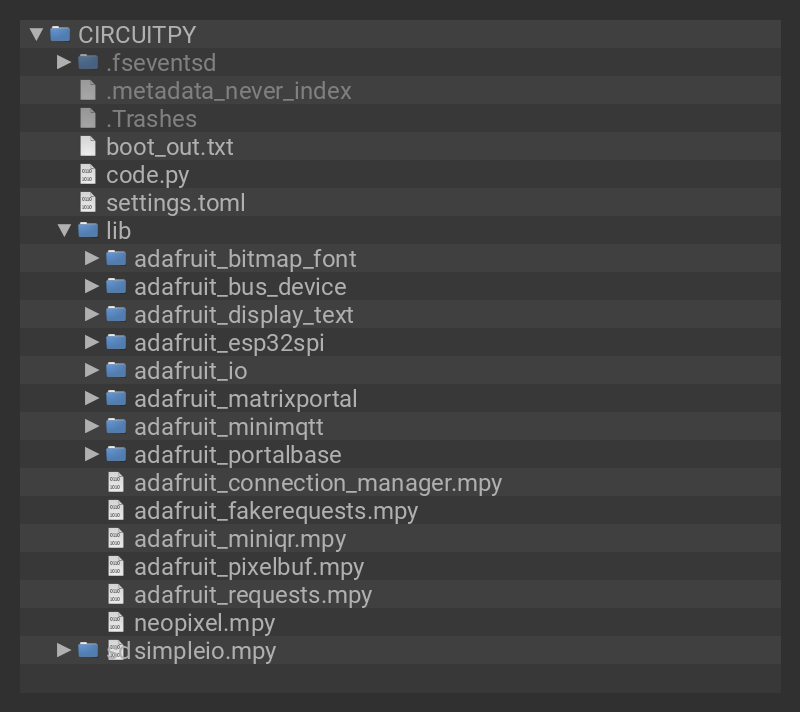 CIRCUITPY
.fseventsd
.metadata_never_index
.Trashes
boot_out.txt
code.py
settings.toml
lib
adafruit_bitmap_font
adafruit_bus_device
adafruit_display_text
adafruit_esp32spi
adafruit_io
adafruit_matrixportal
adafruit_minimqtt
adafruit_portalbase
adafruit_connection_manager.mpy
adafruit_fakerequests.mpy
adafruit_miniqr.mpy
adafruit_pixelbuf.mpy
adafruit_requests.mpy
neopixel.mpy
sd simpleio.mpy